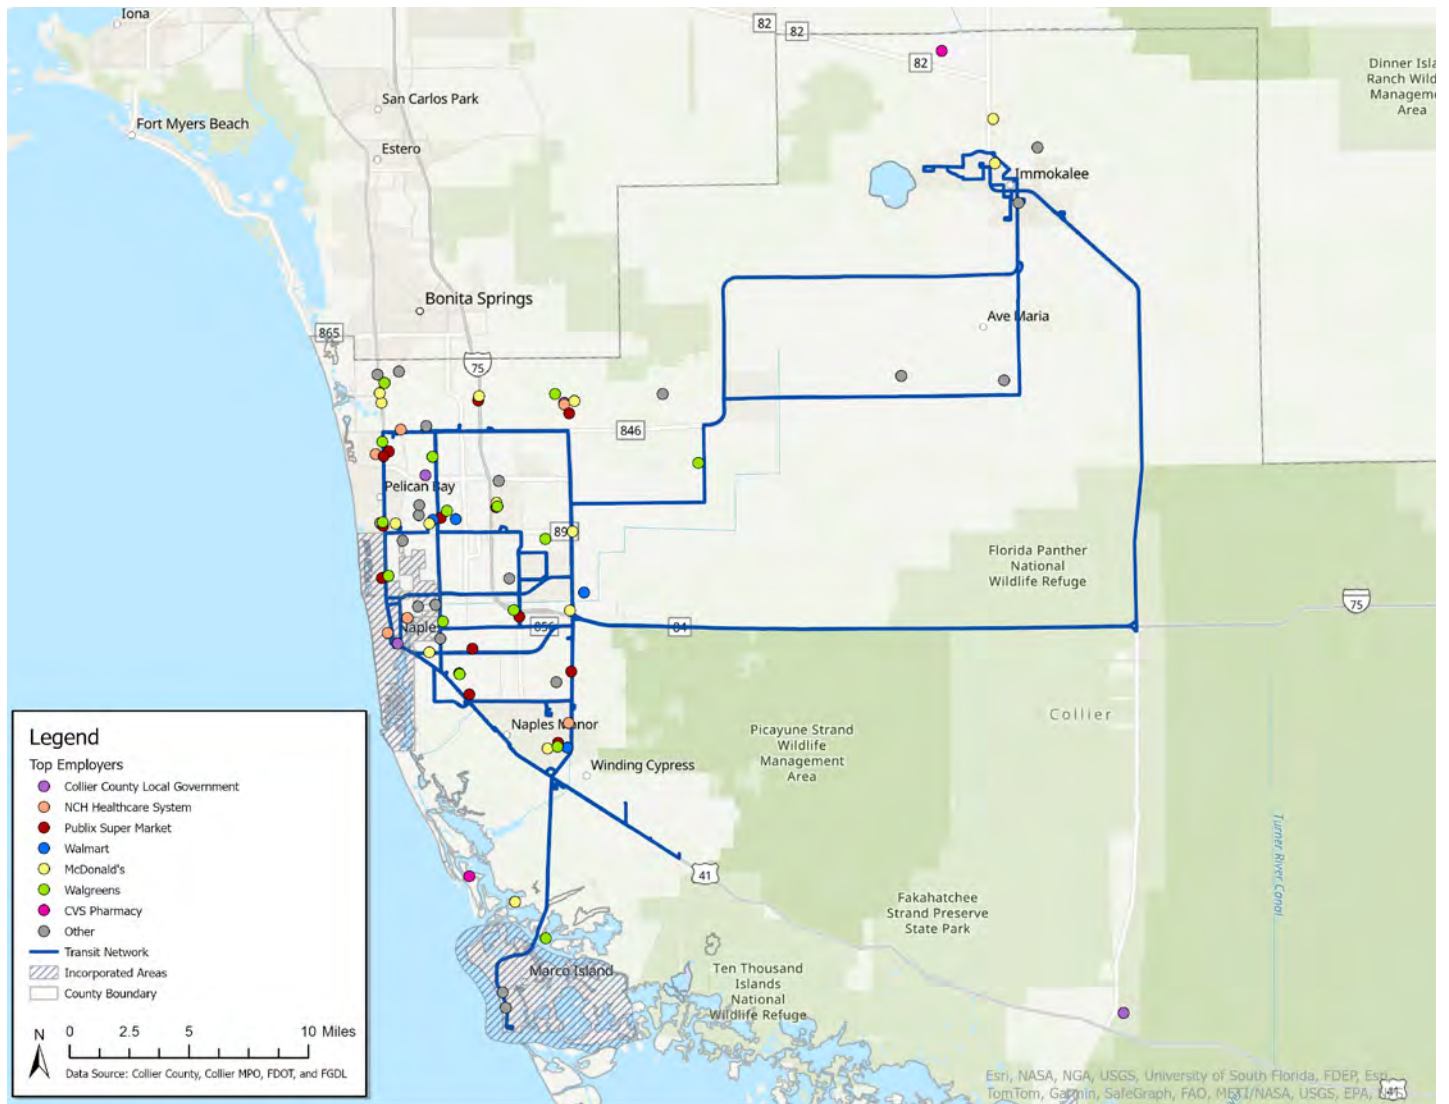 Iona
82
82
82
Dinner Isla
Ranch Wild
Manageme
Area
San Carlos Park
Fort Myers Beach
Estero
Immokalee
Bonita Springs
Ave Maria
865
75
846
Pelican Bay
Florida Panther
National
Wildlife Refuge
75
Naples
856
84
Collier
Naples Manor
Picayune Strand
Wildlife
Management
Area
Winding Cypress
41
Turner River Canal
Fakahatchee
Strand Preserve
State Park
Marco Island
Ten Thousand
Islands
National
Wildlife Refuge
Legend
Top Employers
Collier County Local Government
NCH Healthcare System
Publix Super Market
Walmart
McDonald's
Walgreens
CVS Pharmacy
Other
Transit Network
Incorporated Areas
County Boundary
N
0 2.5 5 10 Miles
Data Source: Collier County, Collier MPO, FDOT, and FGDL
Esri, NASA, NGA, USGS, University of South Florida, FDEP, Esri,
TomTom, Garmin, SafeGraph, FAO, METI/NASA, USGS, EPA,
41